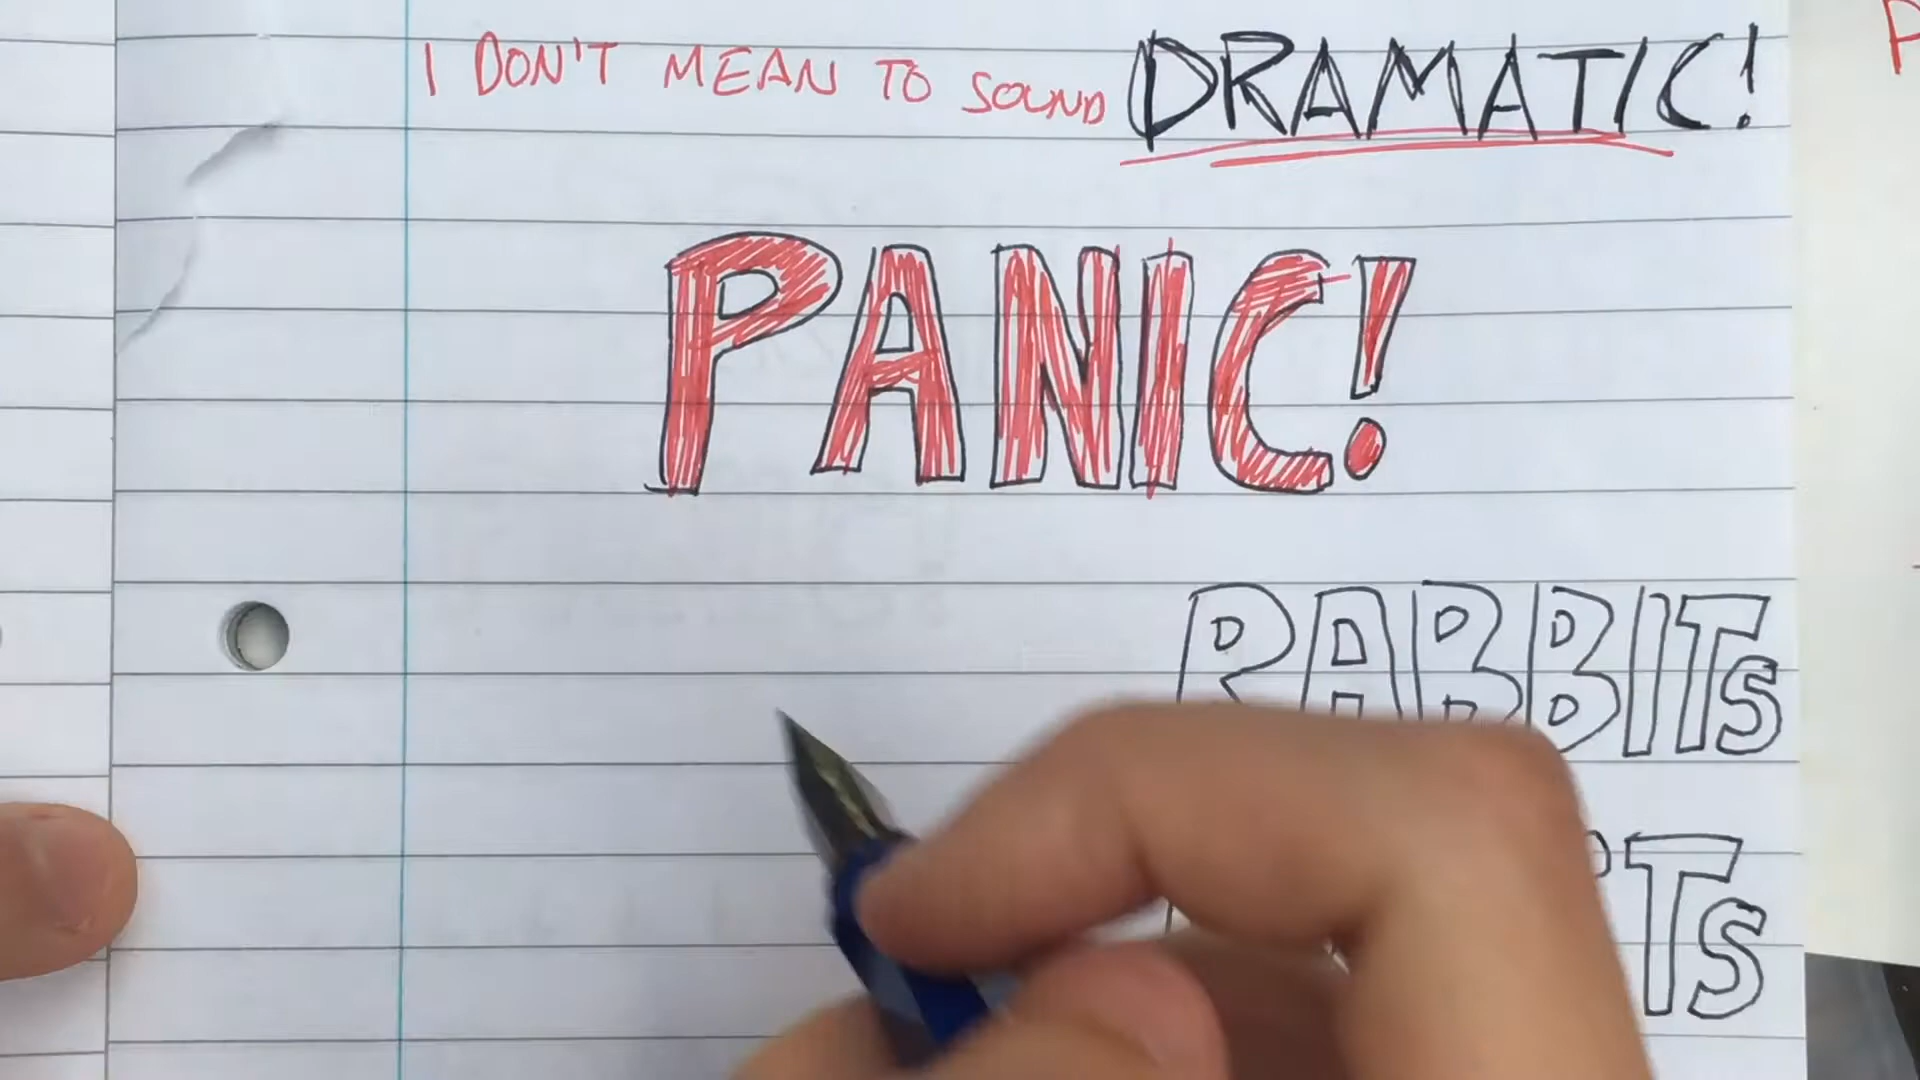 I DON'T MEAN TO SOUND DRAMATIC!
PANIC!
RABBITS